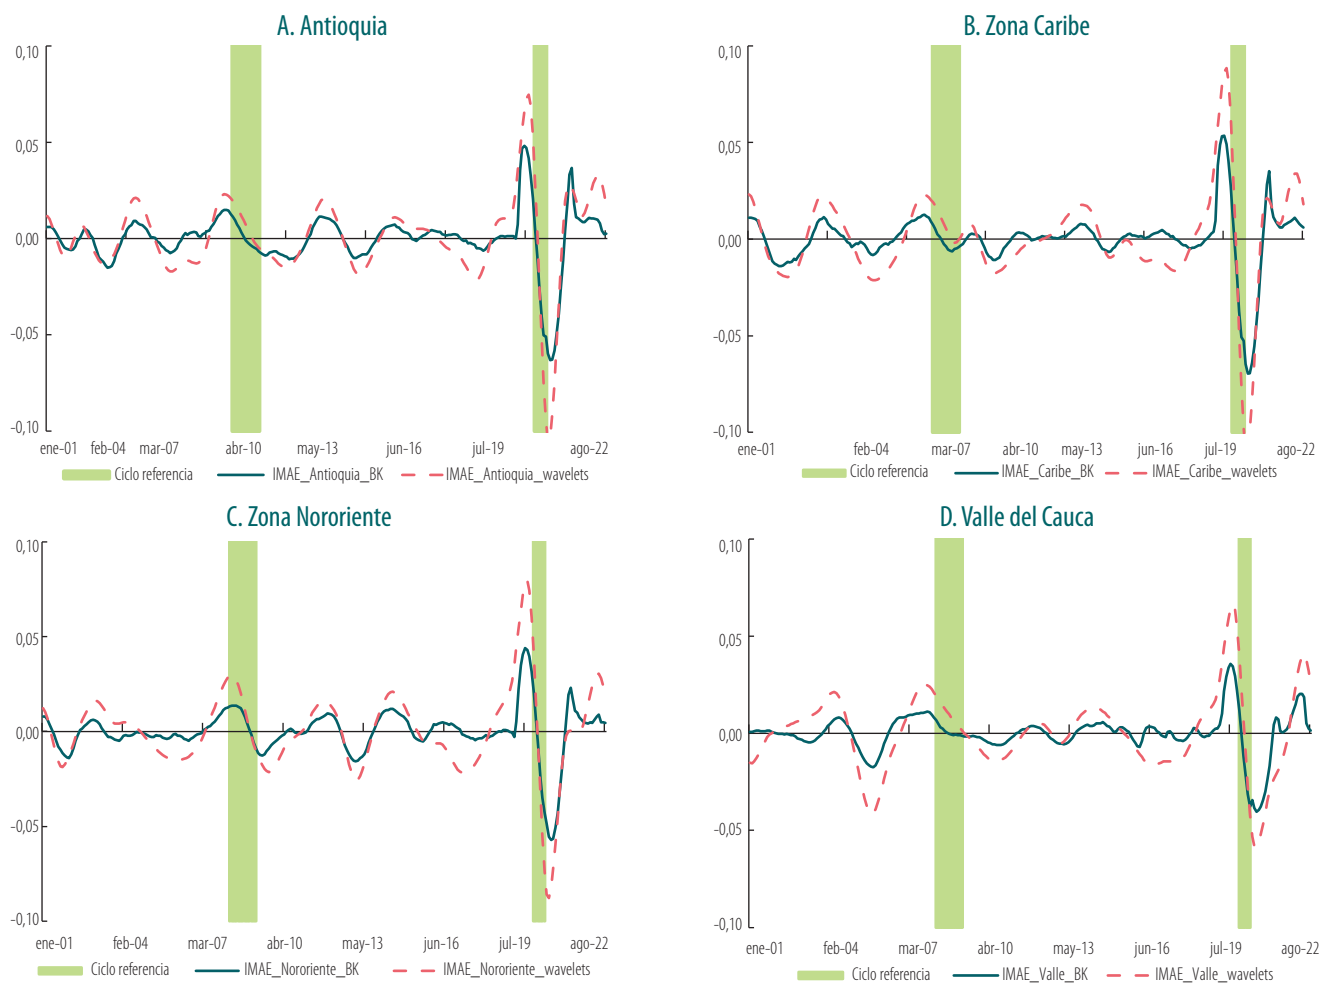 A. Antioquia
0,10
0,05
0,00
-0,05
-0,10
ene-01 feb-04 mar-07 abr-10 may-13 jun-16 jul-19 ago-22
Ciclo referencia IMAE_Antioquia_BK IMAE_Antioquia_wavelets
B. Zona Caribe
0,10
0,05
0,00
-0,05
-0,10
ene-01 feb-04 mar-07 abr-10 may-13 jun-16 jul-19 ago-22
Ciclo referencia IMAE_Caribe_BK IMAE_Caribe_wavelets
C. Zona Nororiente
0,10
0,05
0,00
-0,05
-0,10
ene-01 feb-04 mar-07 abr-10 may-13 jun-16 jul-19 ago-22
Ciclo referencia IMAE_Nororiente_BK IMAE_Nororiente_wavelets
D. Valle del Cauca
0,10
0,05
0,00
-0,05
-0,10
ene-01 feb-04 mar-07 abr-10 may-13 jun-16 jul-19 ago-22
Ciclo referencia IMAE_Valle_BK IMAE_Valle_wavelets